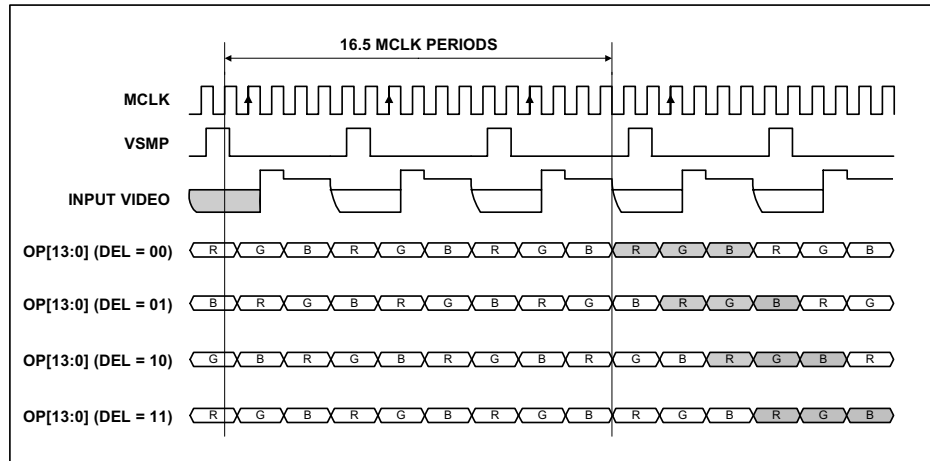 16.5 MCLK PERIODS
MCLK
VSMP
INPUT VIDEO
OP[13:0] (DEL = 00) R G B R G B R G B R G B R G B
OP[13:0] (DEL = 01) B R G B R G B R G B R G B R G
OP[13:0] (DEL = 10) G B R G B R G B R G B R G B R
OP[13:0] (DEL = 11) R G B R G B R G B R G B R G B